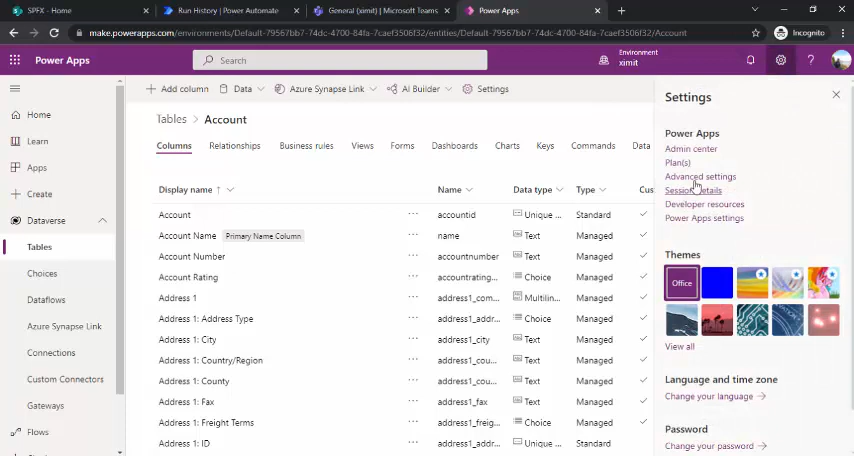 SPFX - Home
Run History | Power Automate
General (ximit) | Microsoft Teams
Power Apps
make.powerapps.com/environments/Default-79567bb7-74dc-4700-84fa-7caef3506f32/entities/Default-79567bb7-74dc-4700-84fa-7caef3506f32/Account
Incognito
Power Apps
Search
Environment
ximit
Add column
Data
Azure Synapse Link
AI Builder
Settings
Home
Learn
Apps
Create
Dataverse
Tables
Choices
Dataflows
Azure Synapse Link
Connections
Custom Connectors
Gateways
Flows
Tables > Account
Columns Relationships Business rules Views Forms Dashboards Charts Keys Commands Data
Display name Name Data type Type Cus
Account ... accountid Unique ... Standard
Account Name Primary Name Column ... name Text Managed
Account Number ... accountnumber Text Managed
Account Rating ... accountrating... Choice Managed
Address 1 ... address1_com... Multilin... Managed
Address 1: Address Type ... address1_addr... Choice Managed
Address 1: City ... address1_city Text Managed
Address 1: Country/Region ... address1_cou... Text Managed
Address 1: County ... address1_cou... Text Managed
Address 1: Fax ... address1_fax Text Managed
Address 1: Freight Terms ... address1_freig... Choice Managed
Address 1: ID ... address1_addr... Unique ... Standard
Settings
Power Apps
Admin center
Plan(s)
Advanced settings
Session details
Developer resources
Power Apps settings
Themes
Office
View all
Language and time zone
Change your language
Password
Change your password